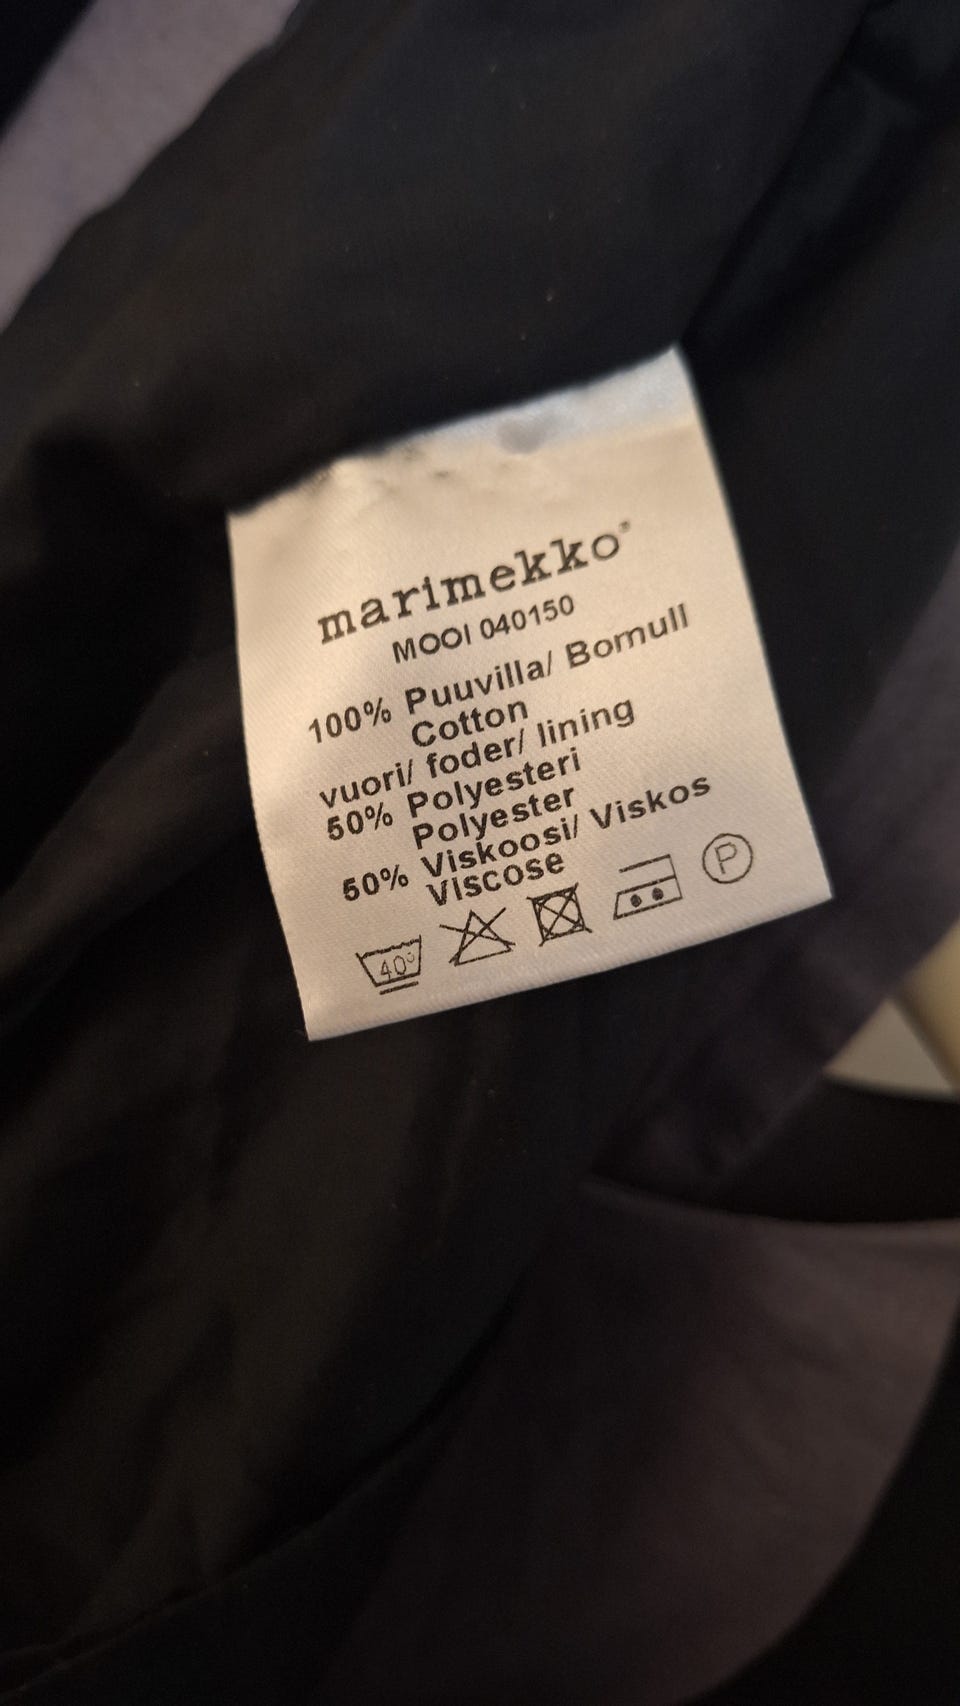 marimekko®
MOOI 040150
100% Puuvilla/ Bomull
Cotton
vuori/ foder/ lining
50% Polyesteri
Polyester
50% Viskoosi/ Viskos
Viscose
40° P